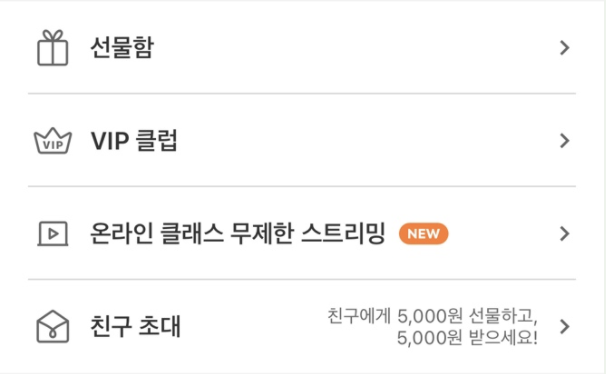 선물함
VIP
VIP 클럽
온라인 클래스 무제한 스트리밍 NEW
친구 초대
친구에게 5,000원 선물하고,
5,000원 받으세요!